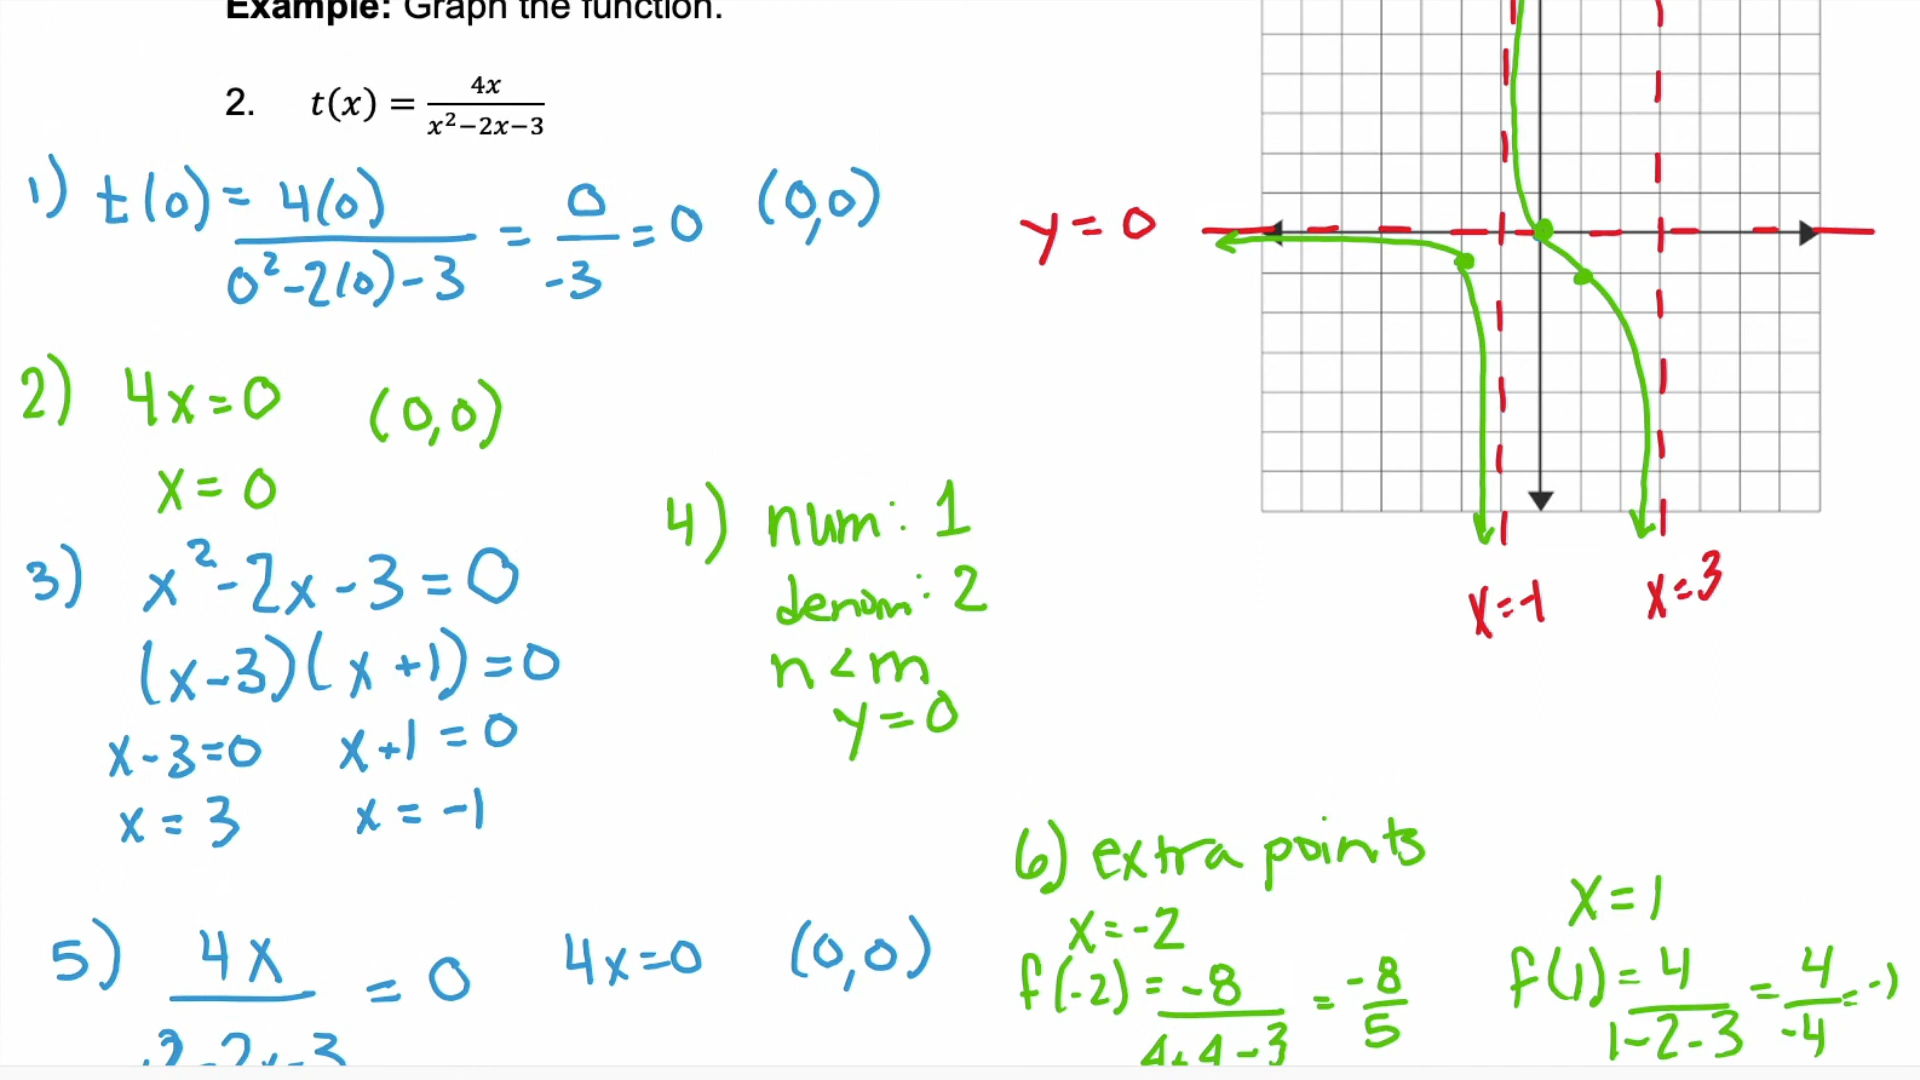 Example: Graph the function.
2. t(x) = 4x / x²−2x−3
1) t(0) = 4(0) / 0²-2(0)-3 = 0 / -3 = 0 (0,0)
y = 0
2) 4x = 0 (0,0)
x = 0
3) x²-2x-3 = 0
(x-3)(x+1) = 0
x-3=0 x+1=0
x = 3 x = -1
4) num: 1
denom: 2
n < m
y = 0
x=-1 x=3
5) 4x / 2-2x-3 = 0 4x=0 (0,0)
6) extra points
x=-2
f(-2) = -8 / 4+4-3 = -8 / 5
x=1
f(1) = 4 / 1-2-3 = 4 / -4 = -1